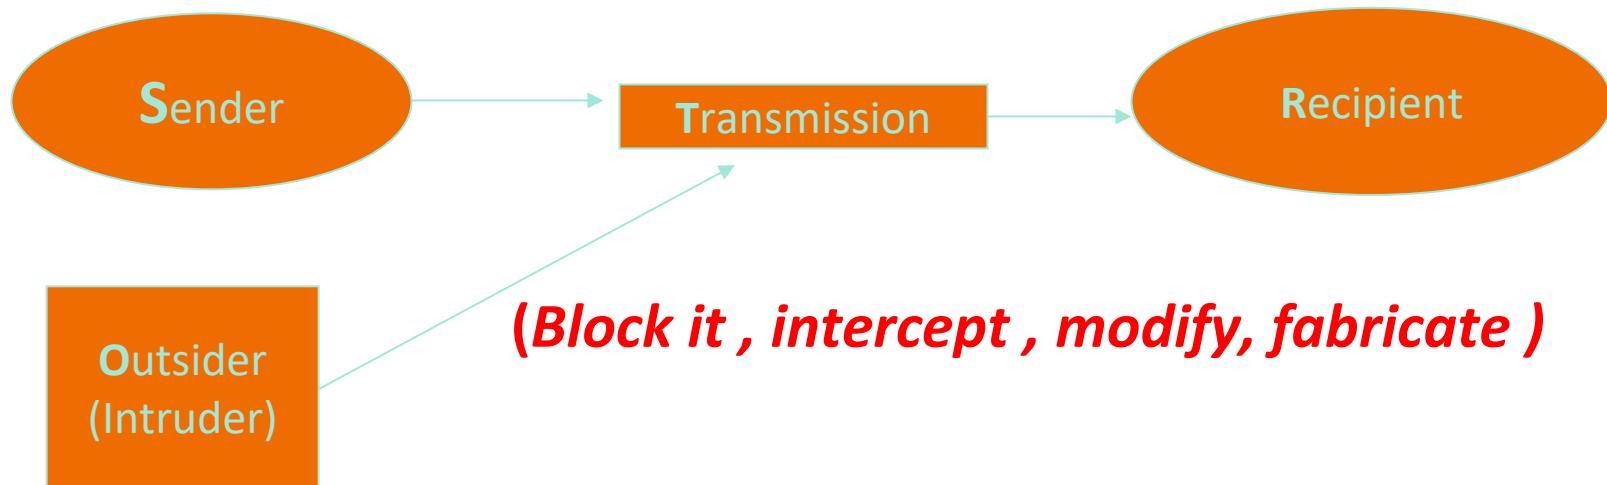 Sender
Transmission
Recipient
Outsider
(Intruder)
(Block it , intercept , modify, fabricate )